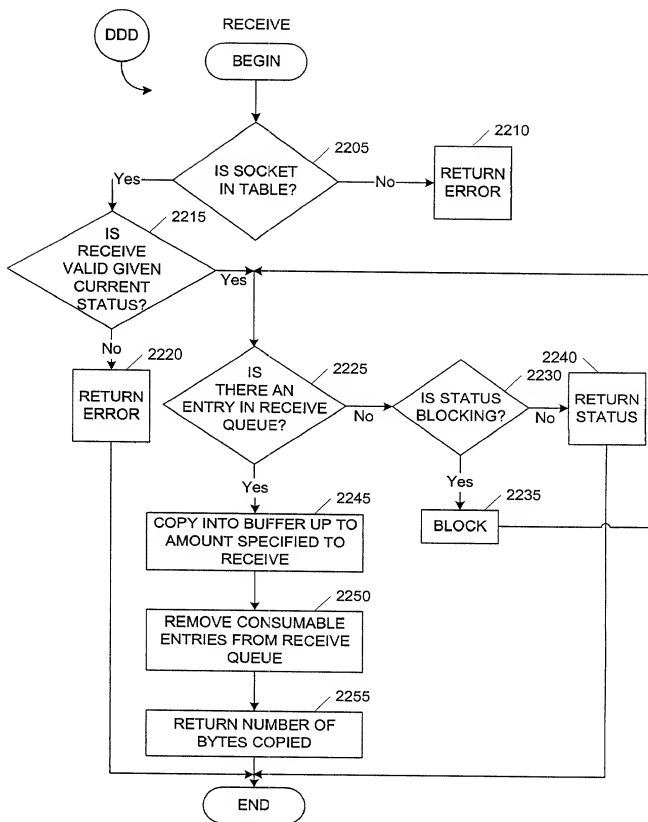 DDD
RECEIVE
BEGIN
2205
IS SOCKET
IN TABLE?
Yes
No
2210
RETURN
ERROR
2215
IS
RECEIVE
VALID GIVEN
CURRENT
STATUS?
Yes
No
2220
RETURN
ERROR
2225
IS
THERE AN
ENTRY IN RECEIVE
QUEUE?
No
Yes
2230
IS STATUS
BLOCKING?
No
Yes
2240
RETURN
STATUS
2235
BLOCK
2245
COPY INTO BUFFER UP TO
AMOUNT SPECIFIED TO
RECEIVE
2250
REMOVE CONSUMABLE
ENTRIES FROM RECEIVE
QUEUE
2255
RETURN NUMBER OF
BYTES COPIED
END